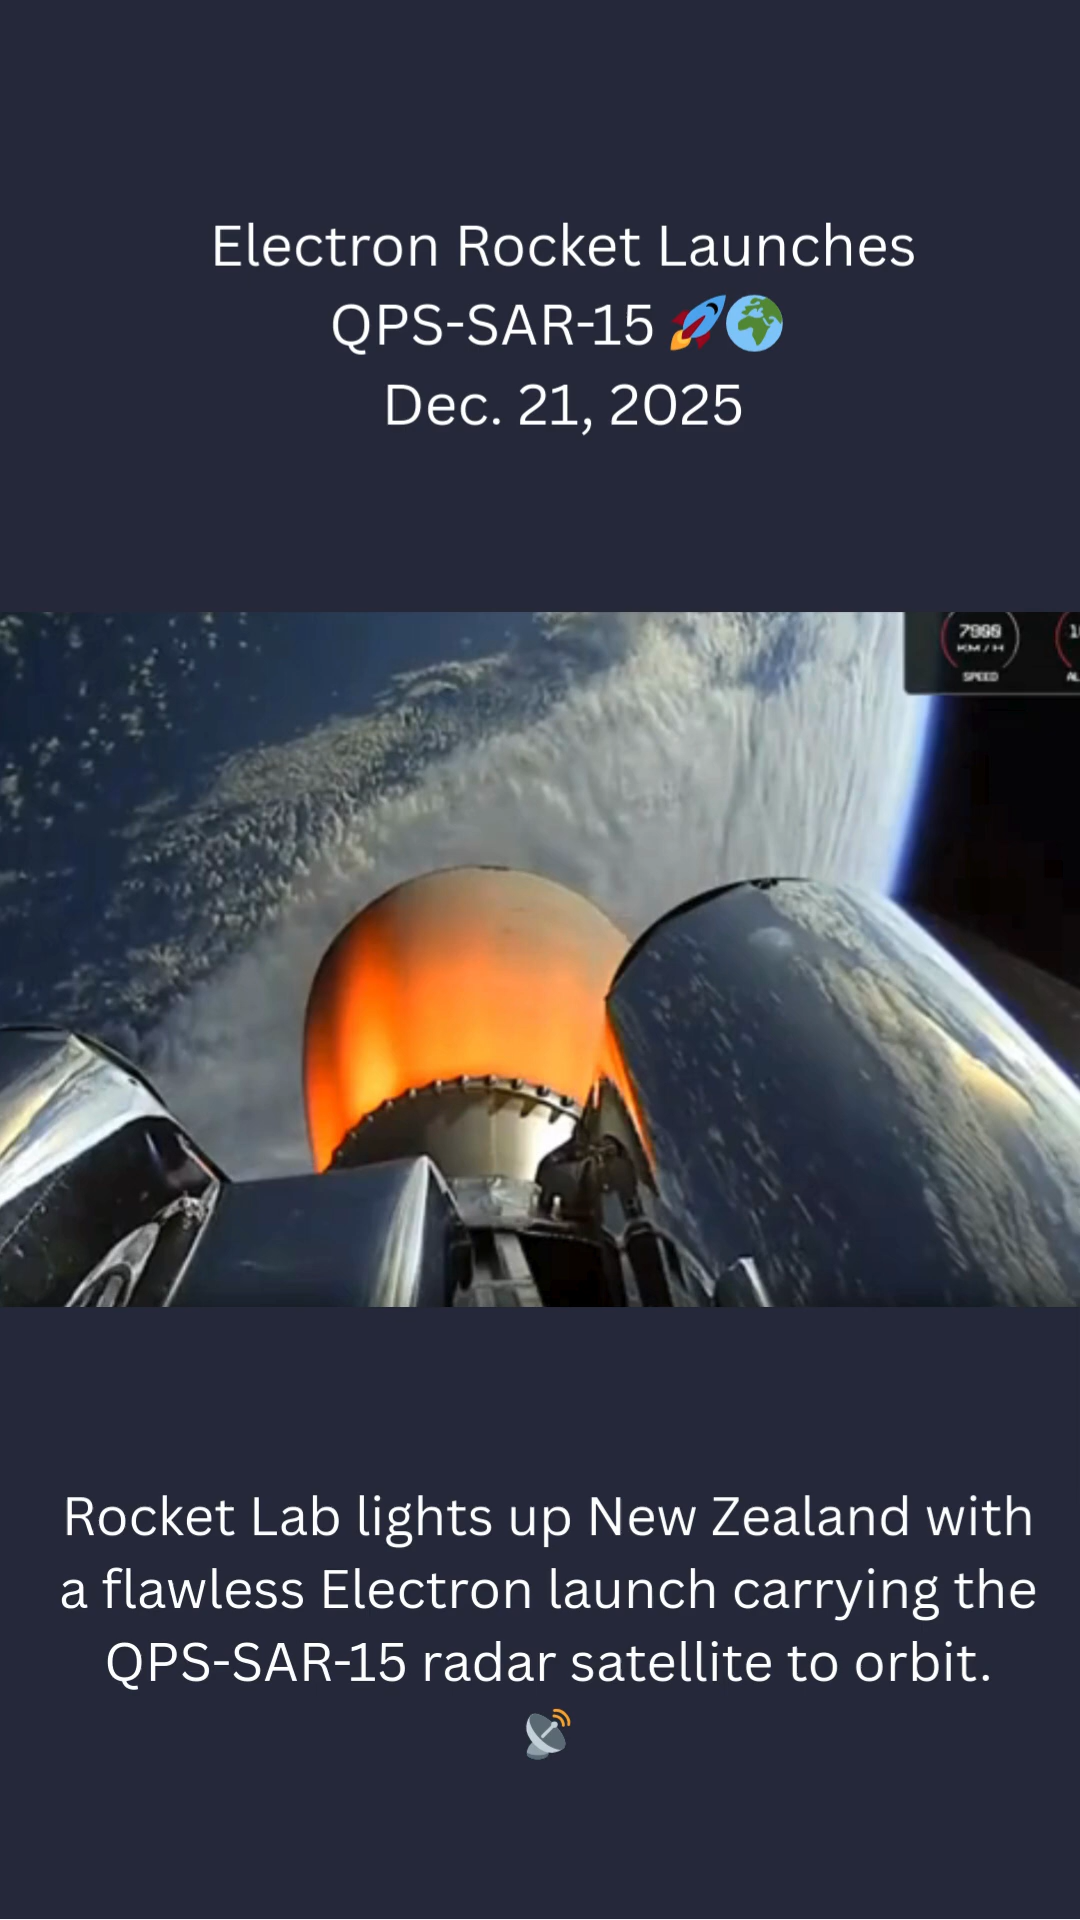 Electron Rocket Launches
QPS-SAR-15 🚀🌍
Dec. 21, 2025
KM/H
SPEED
Rocket Lab lights up New Zealand with
a flawless Electron launch carrying the
QPS-SAR-15 radar satellite to orbit.
📡